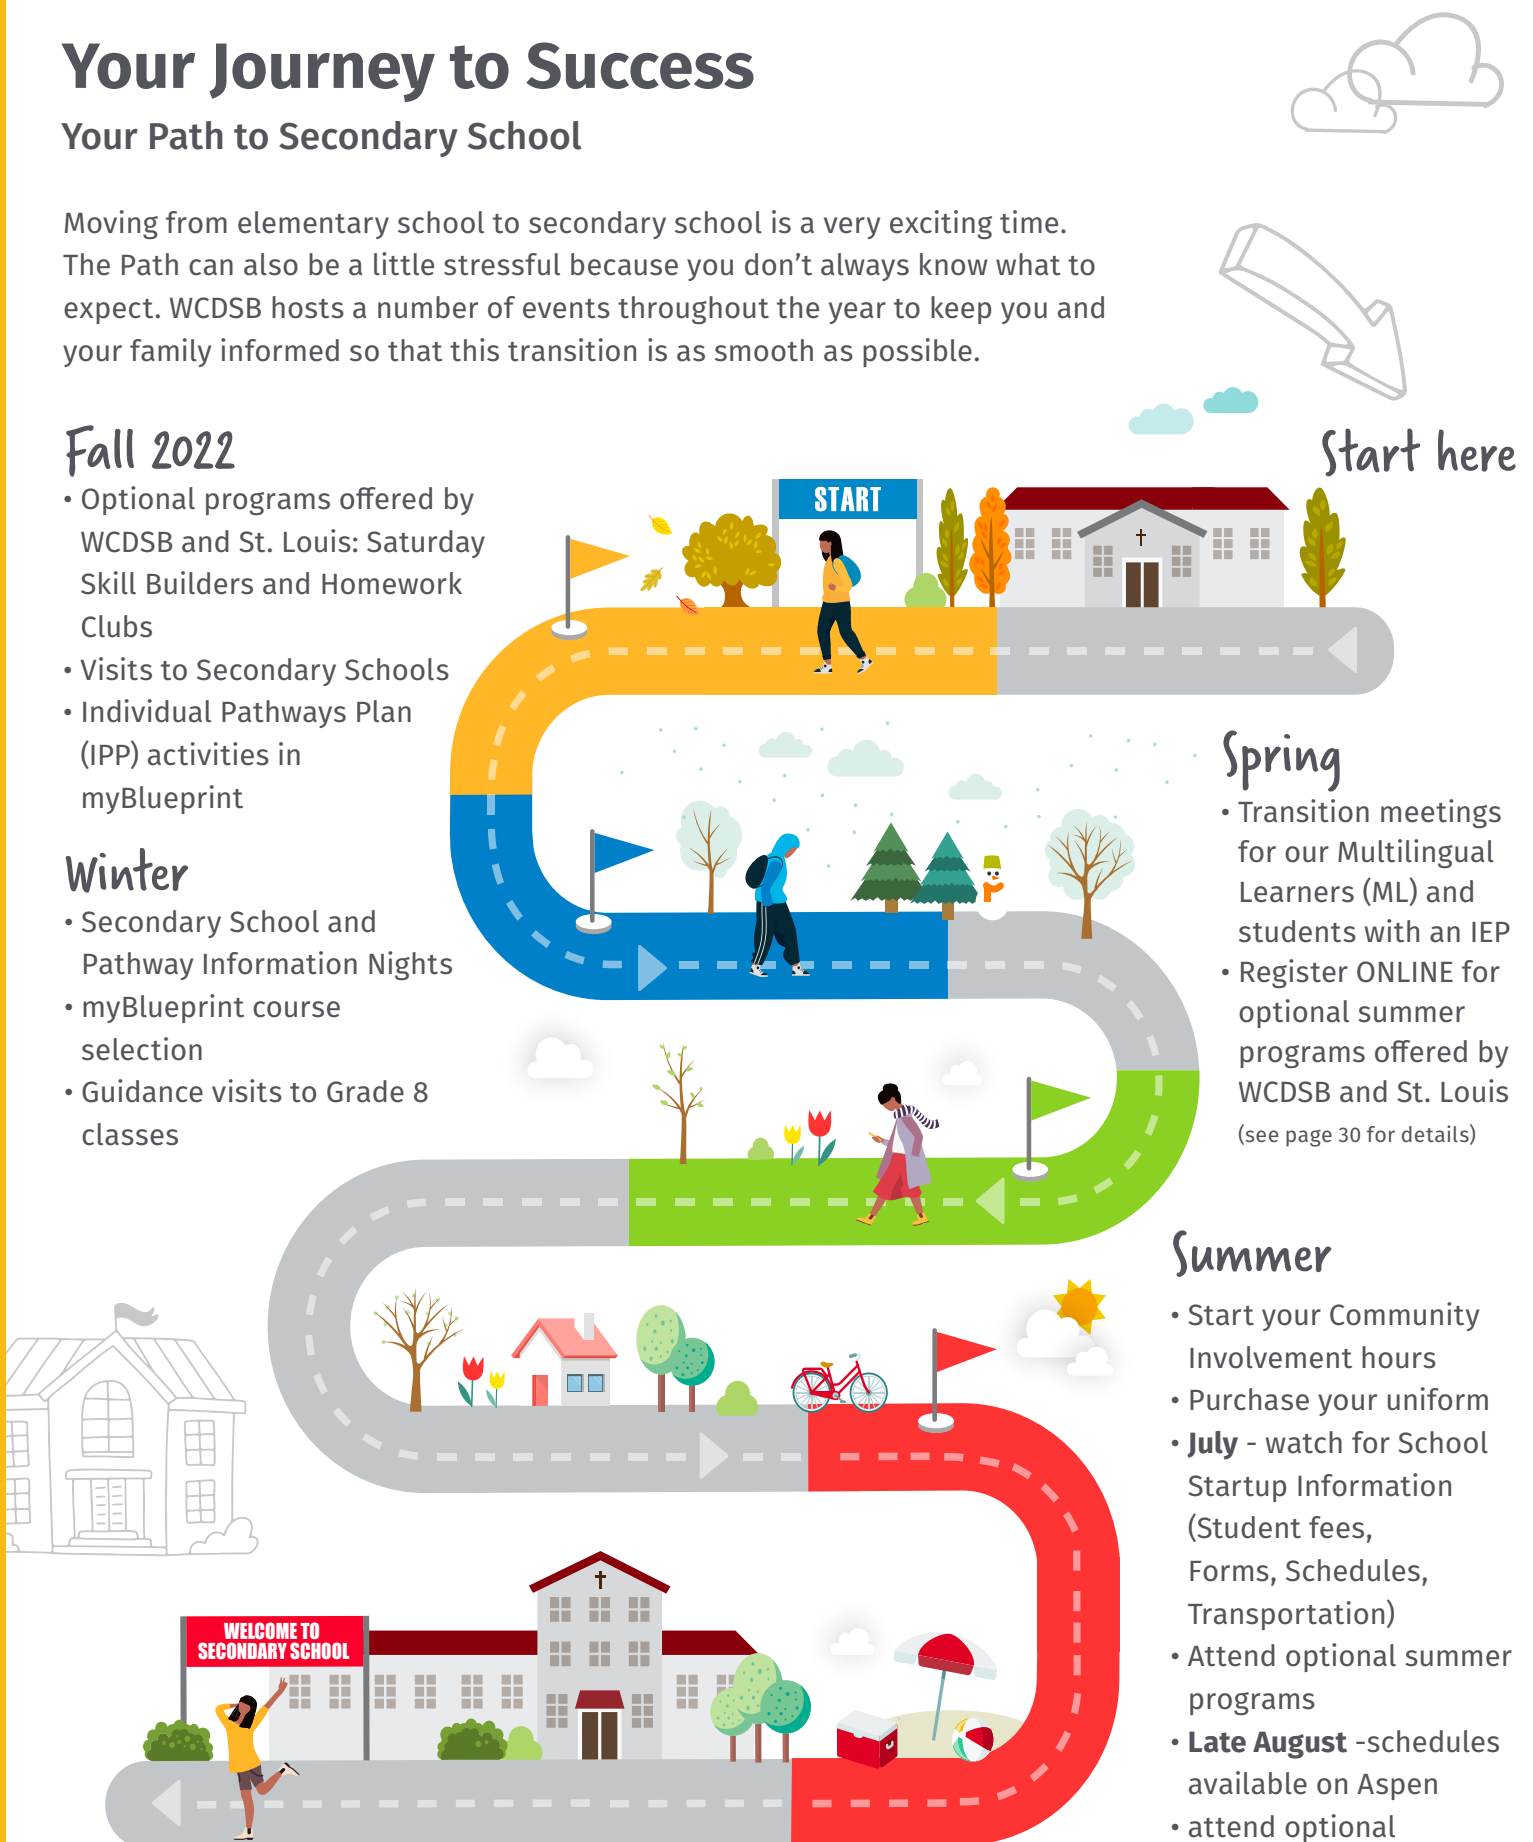 Your Journey to Success
Your Path to Secondary School
Moving from elementary school to secondary school is a very exciting time.
The Path can also be a little stressful because you don’t always know what to
expect. WCDSB hosts a number of events throughout the year to keep you and
your family informed so that this transition is as smooth as possible.
Start here
Fall 2022
• Optional programs offered by
WCDSB and St. Louis: Saturday
Skill Builders and Homework
Clubs
• Visits to Secondary Schools
• Individual Pathways Plan
(IPP) activities in
myBlueprint
START
Winter
• Secondary School and
Pathway Information Nights
• myBlueprint course
selection
• Guidance visits to Grade 8
classes
Spring
• Transition meetings
for our Multilingual
Learners (ML) and
students with an IEP
• Register ONLINE for
optional summer
programs offered by
WCDSB and St. Louis
(see page 30 for details)
Summer
• Start your Community
Involvement hours
• Purchase your uniform
• July - watch for School
Startup Information
(Student fees,
Forms, Schedules,
Transportation)
• Attend optional summer
programs
• Late August -schedules
available on Aspen
• attend optional
WELCOME TO
SECONDARY SCHOOL